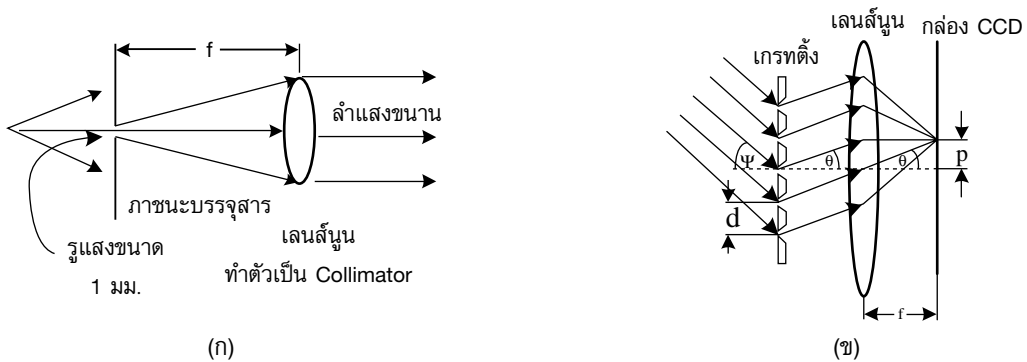 f
ลำแสงขนาน
ภาชนะบรรจุสาร
รูแสงขนาด
1 มม.
เลนส์นูน
ทำตัวเป็น Collimator
(ก)
เลนส์นูน
กล่อง CCD
เกรทติ้ง
Ψ
θ
θ
p
d
f
(ข)